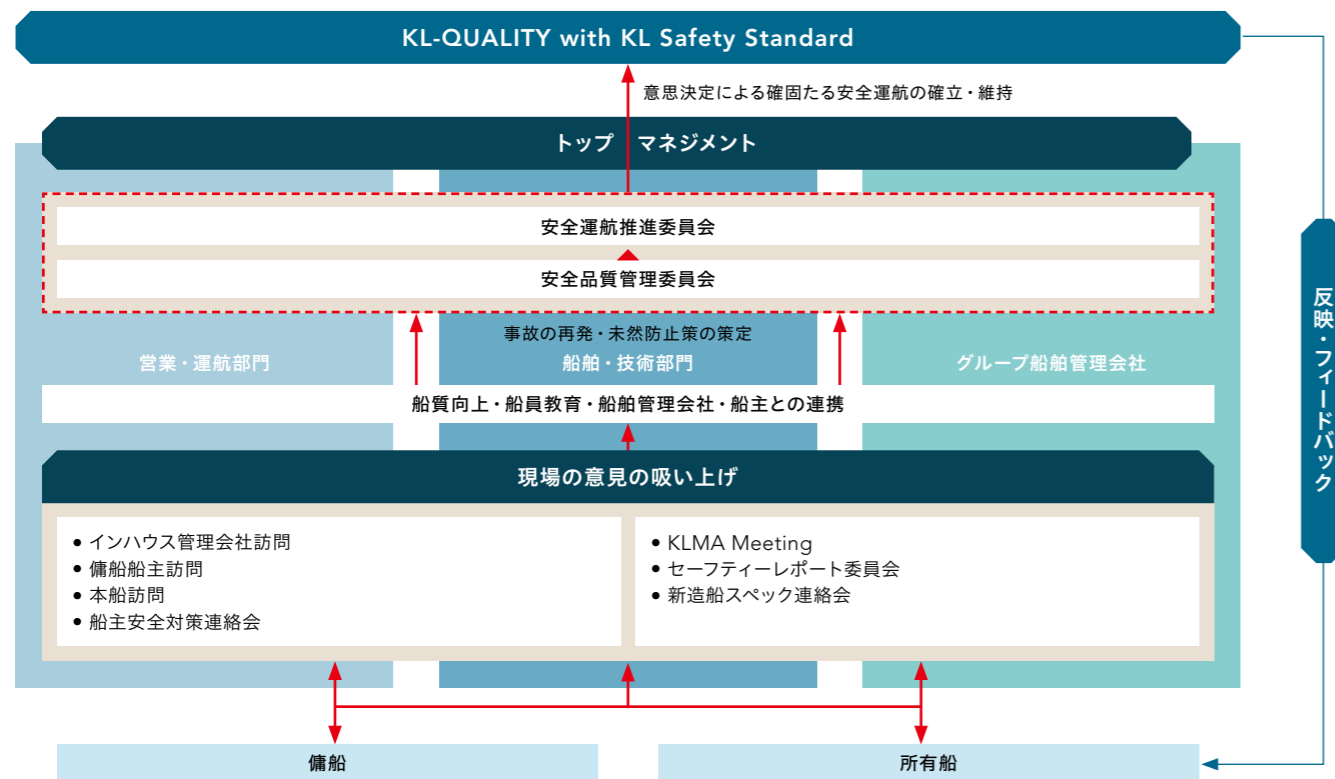 KL-QUALITY with KL Safety Standard
意思決定による確固たる安全運航の確立・維持
トップ マネジメント
安全運航推進委員会
安全品質管理委員会
事故の再発・未然防止策の策定
営業・運航部門
船舶・技術部門
グループ船舶管理会社
船質向上・船員教育・船舶管理会社・船主との連携
現場の意見の吸い上げ
• インハウス管理会社訪問
• 傭船船主訪問
• 本船訪問
• 船主安全対策連絡会
• KLMA Meeting
• セーフティーレポート委員会
• 新造船スペック連絡会
傭船
所有船
反映・フィードバック